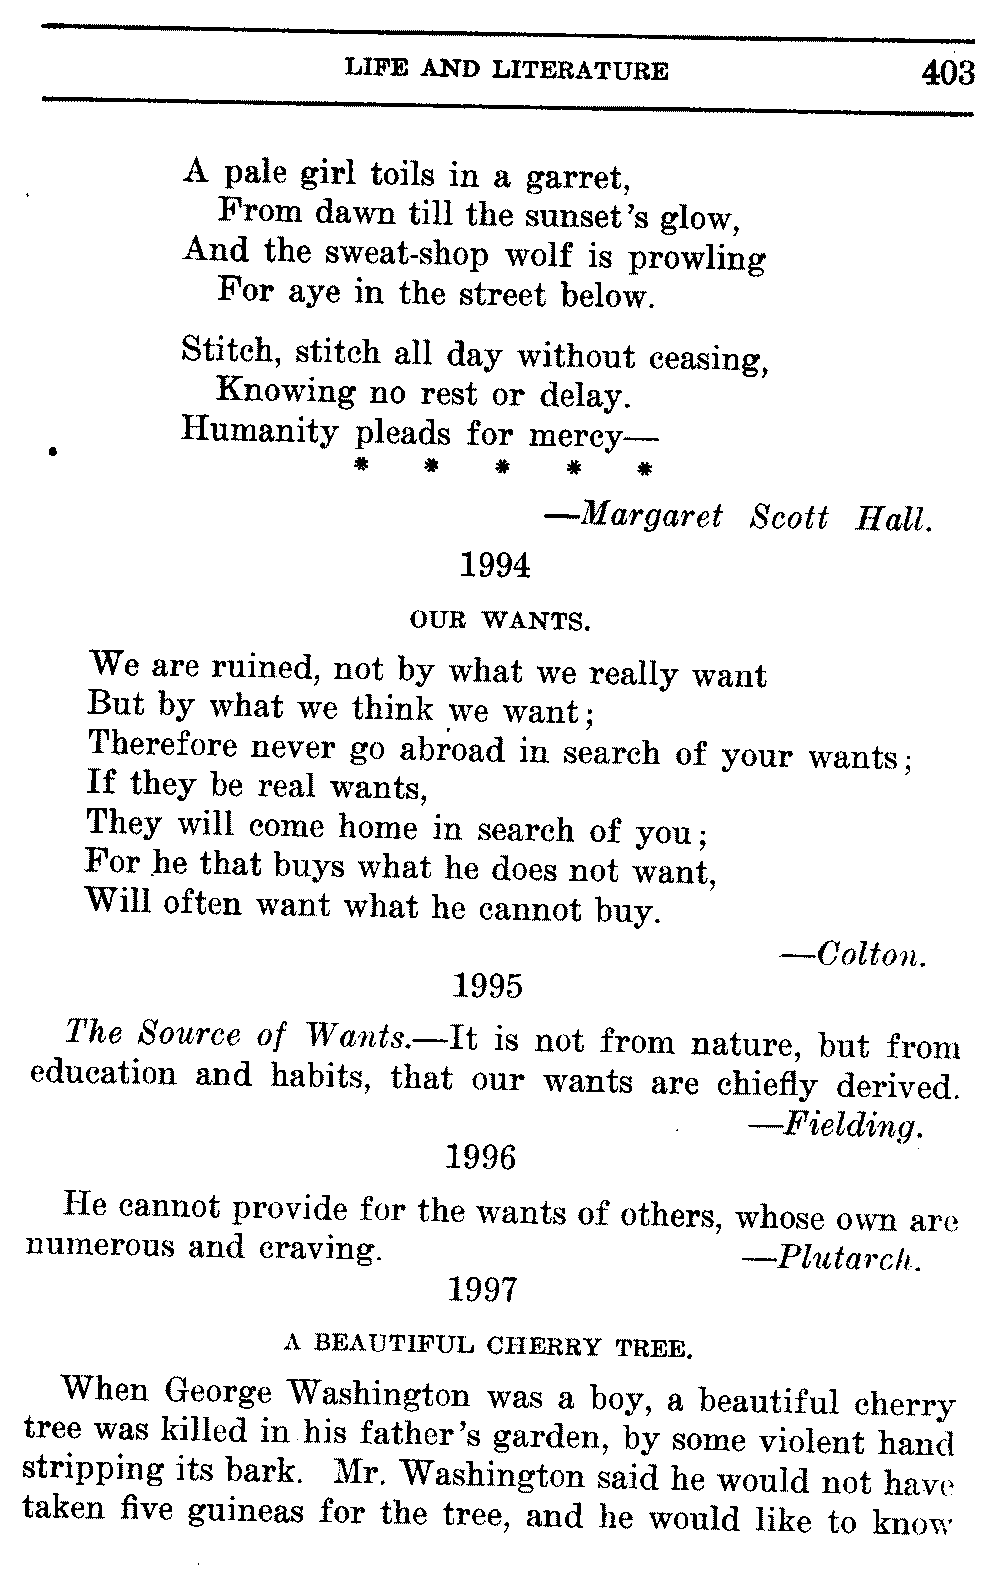 LIFE AND LITERATURE 403
A pale girl toils in a garret,
From dawn till the sunset's glow,
And the sweat-shop wolf is prowling
For aye in the street below.
Stitch, stitch all day without ceasing,
Knowing no rest or delay.
Humanity pleads for mercy—
* * * * *
—Margaret Scott Hall.
1994
OUR WANTS.
We are ruined, not by what we really want
But by what we think we want;
Therefore never go abroad in search of your wants;
If they be real wants,
They will come home in search of you;
For he that buys what he does not want,
Will often want what he cannot buy.
—Colton.
1995
The Source of Wants.—It is not from nature, but from
education and habits, that our wants are chiefly derived.
—Fielding.
1996
He cannot provide for the wants of others, whose own are
numerous and craving. —Plutarch.
1997
A BEAUTIFUL CHERRY TREE.
When George Washington was a boy, a beautiful cherry
tree was killed in his father's garden, by some violent hand
stripping its bark. Mr. Washington said he would not have
taken five guineas for the tree, and he would like to know